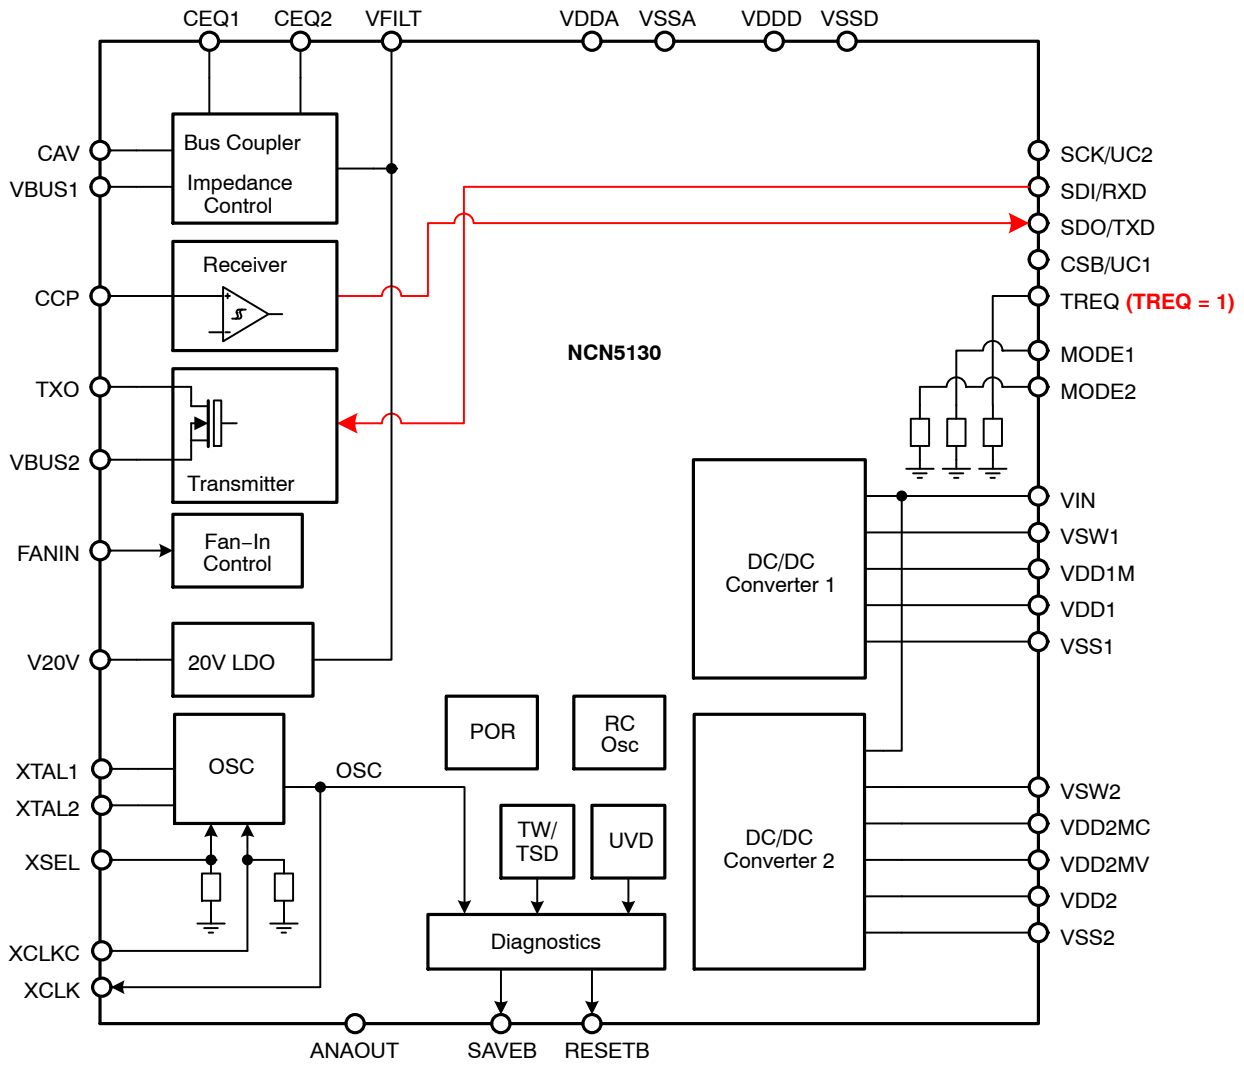 CEQ1 CEQ2 VFILT VDDA VSSA VDDD VSSD
CAV
VBUS1
Bus Coupler
Impedance
Control
SCK/UC2
SDI/RXD
SDO/TXD
CSB/UC1
TREQ (TREQ = 1)
MODE1
MODE2
CCP
Receiver
NCN5130
TXO
VBUS2
Transmitter
FANIN
Fan-In
Control
V20V
20V LDO
DC/DC
Converter 1
VIN
VSW1
VDD1M
VDD1
VSS1
POR
RC
Osc
XTAL1
XTAL2
OSC
OSC
XSEL
XCLKC
XCLK
TW/
TSD
UVD
Diagnostics
DC/DC
Converter 2
VSW2
VDD2MC
VDD2MV
VDD2
VSS2
ANAOUT SAVEB RESETB